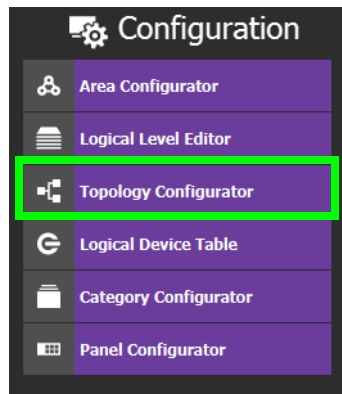 Configuration
Area Configurator
Logical Level Editor
Topology Configurator
Logical Device Table
Category Configurator
Panel Configurator